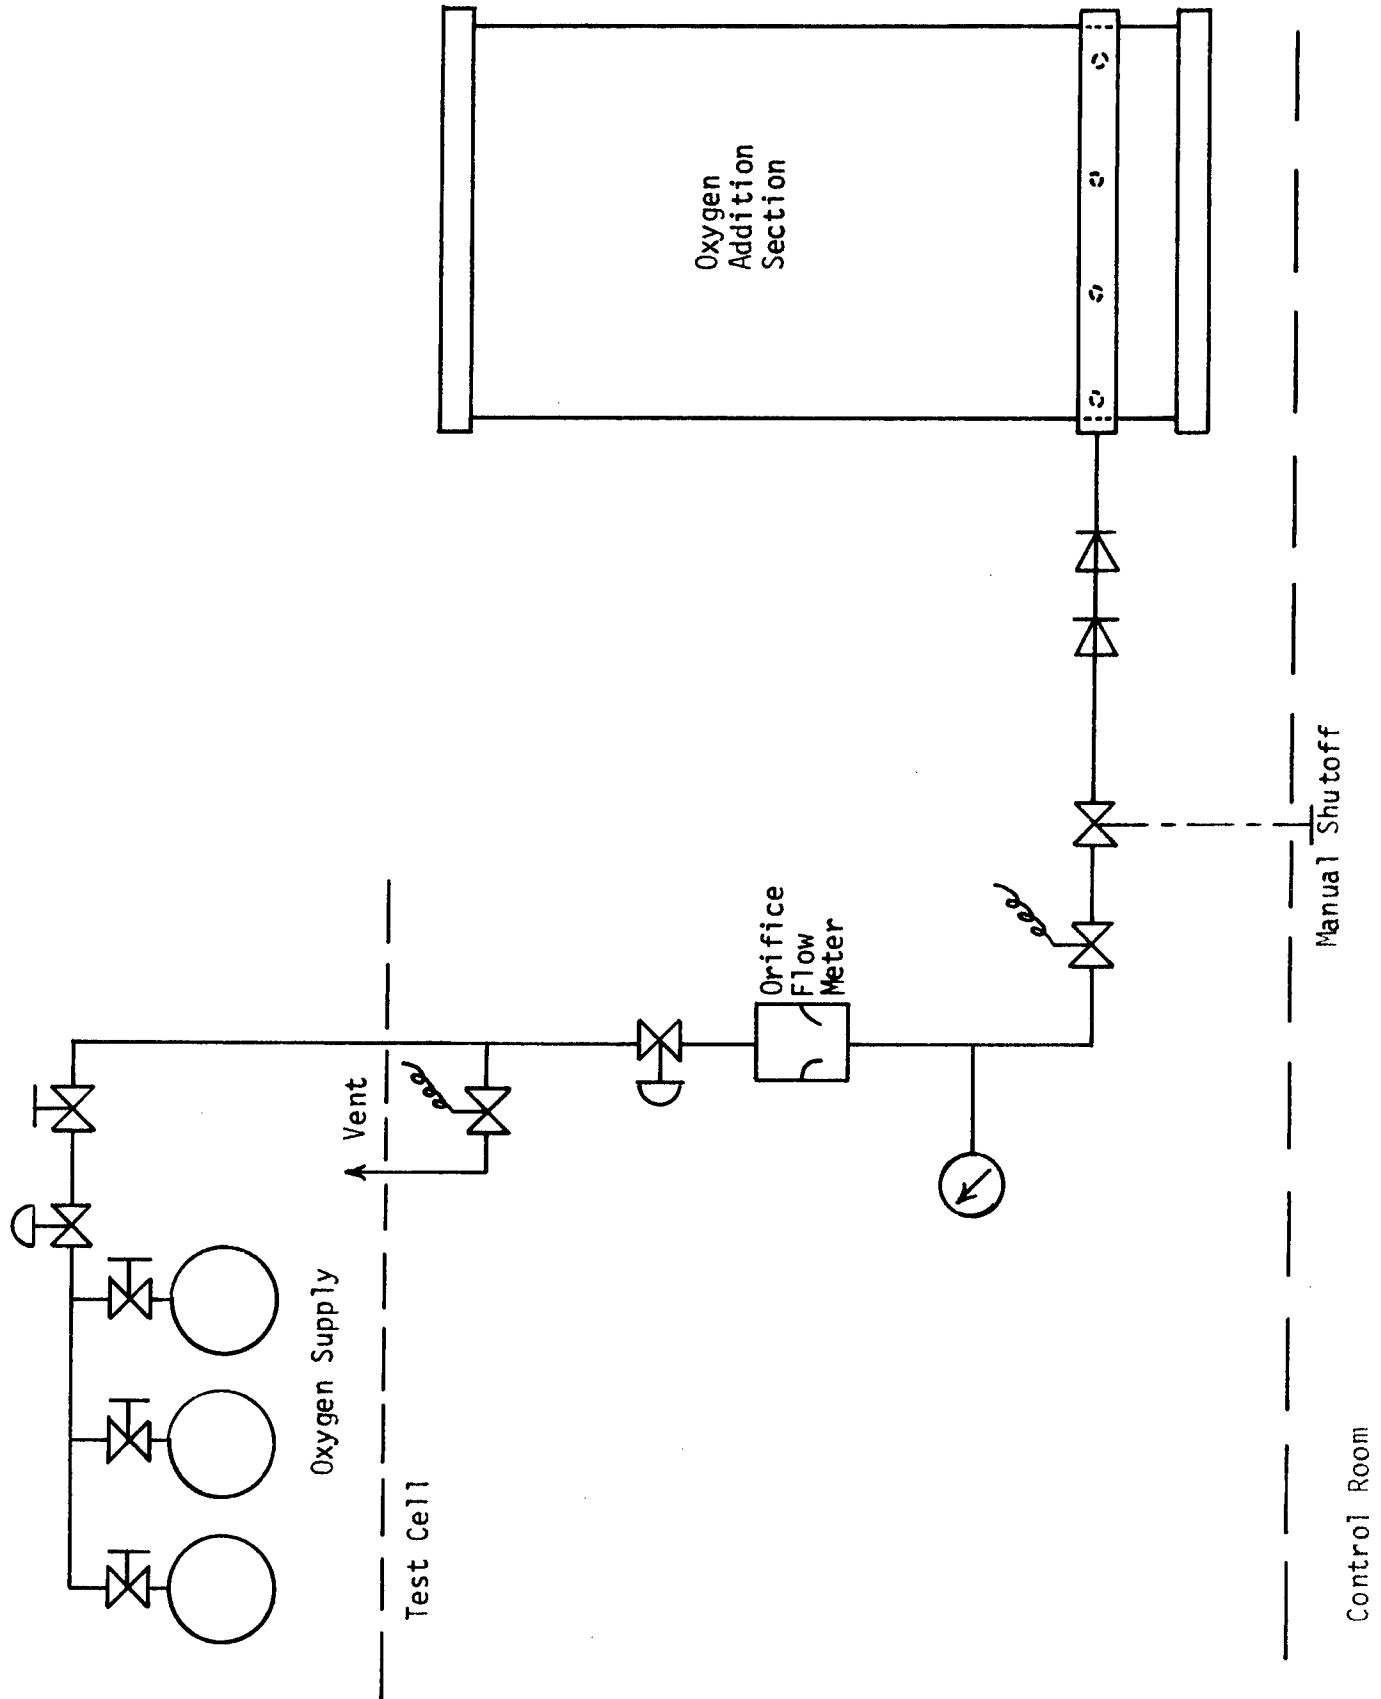 Oxygen Supply
Vent
Test Cell
Orifice
Flow
Meter
Oxygen
Addition
Section
Manual Shutoff
Control Room